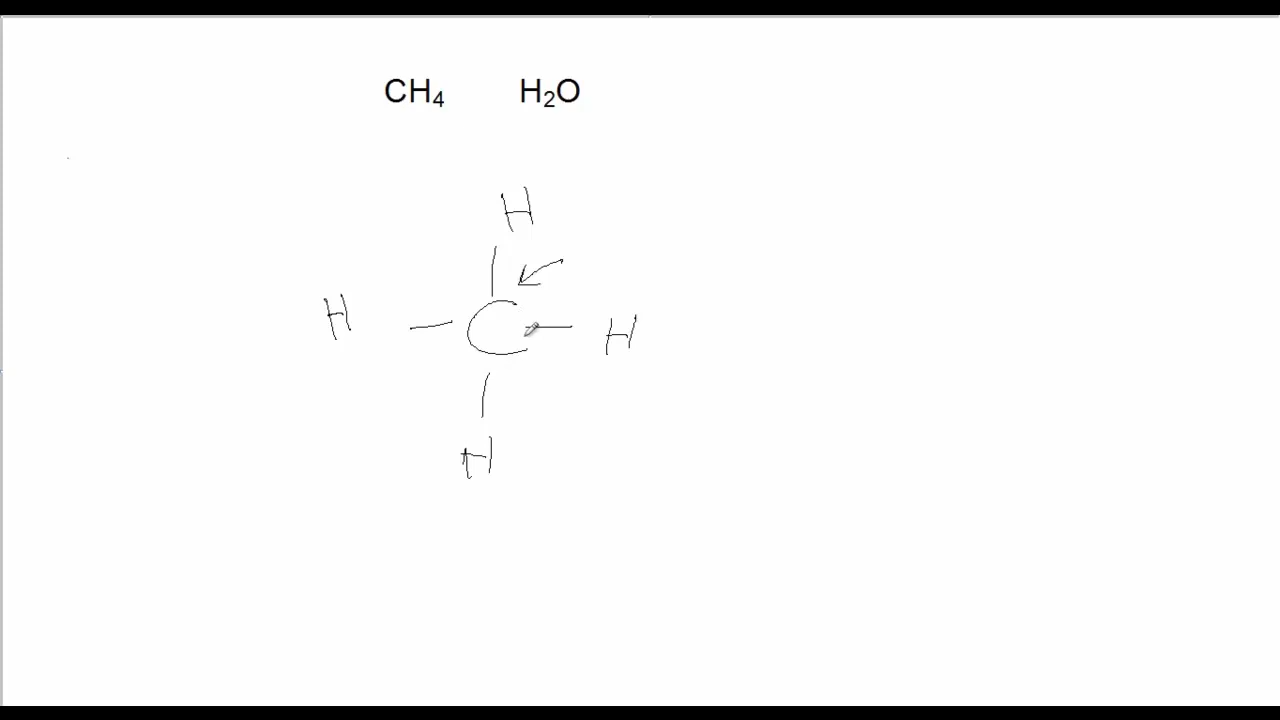 CH₄ H₂O
H
H — C — H
H